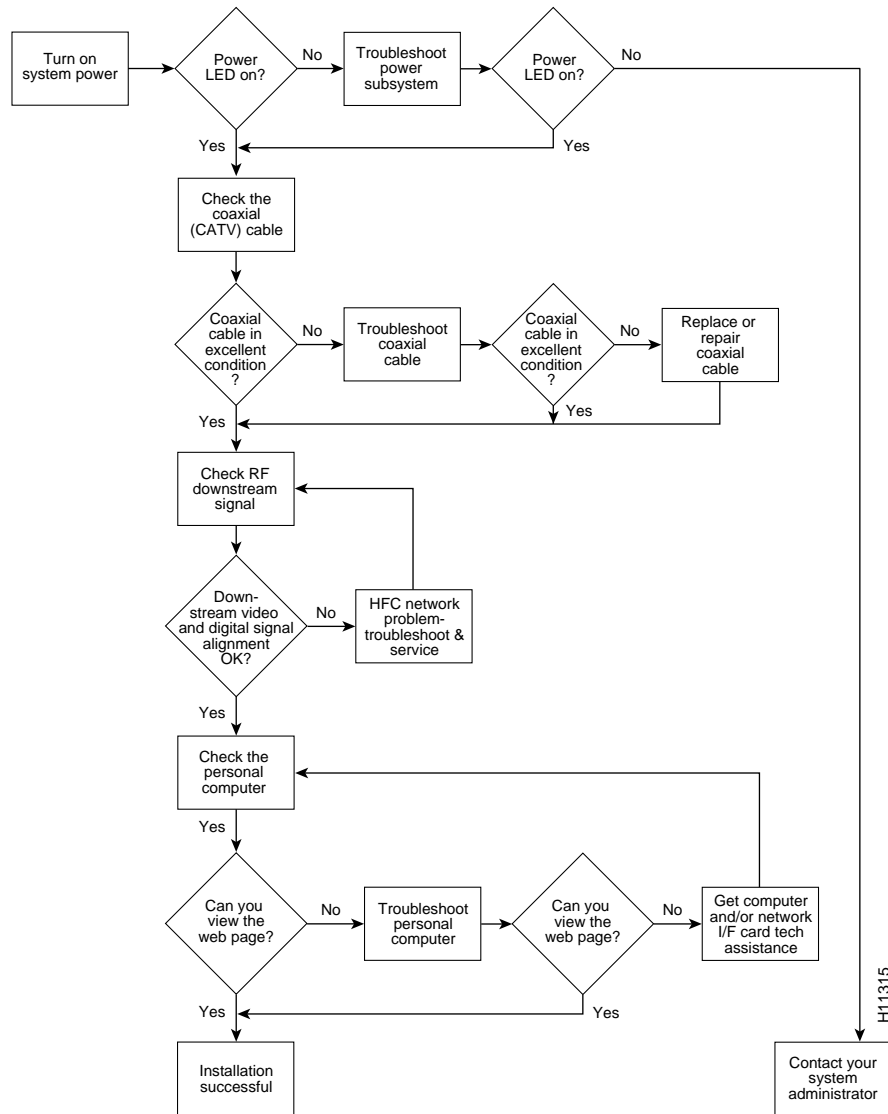 Turn on
system power
Power
LED on?
No
Troubleshoot
power
subsystem
Power
LED on?
No
Yes
Yes
Check the
coaxial
(CATV) cable
Coaxial
cable in
excellent
condition
?
No
Troubleshoot
coaxial
cable
Coaxial
cable in
excellent
condition
?
No
Replace or
repair
coaxial
cable
Yes
Yes
Check RF
downstream
signal
Down-
stream video
and digital signal
alignment
OK?
No
HFC network
problem-
troubleshoot &
service
Yes
Check the
personal
computer
Yes
Can you
view the
web page?
No
Troubleshoot
personal
computer
Can you
view the
web page?
No
Get computer
and/or network
I/F card tech
assistance
Yes
Yes
Installation
successful
Contact your
system
administrator
H11315